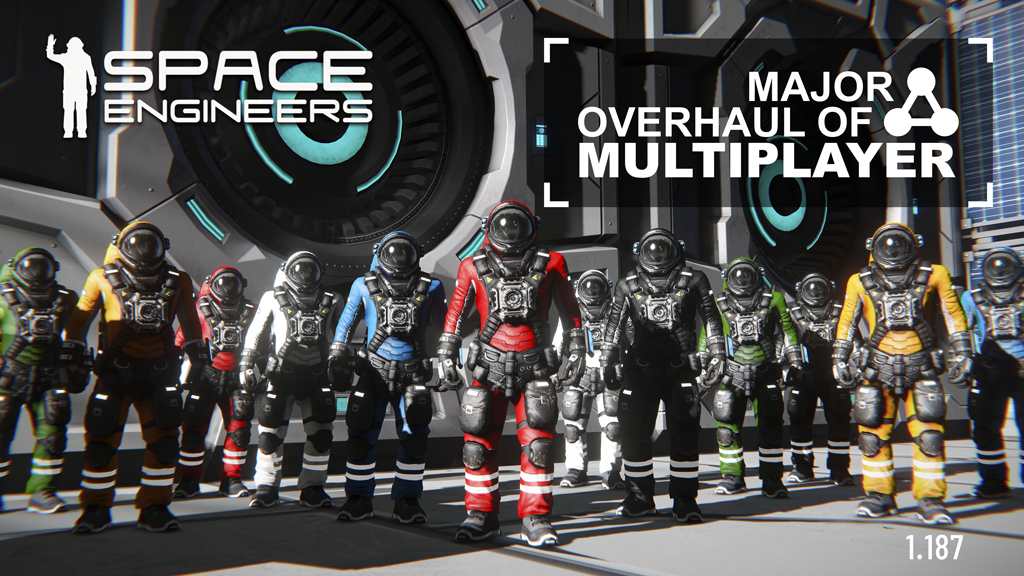 SPACE
ENGINEERS
MAJOR
OVERHAUL OF
MULTIPLAYER
1.187